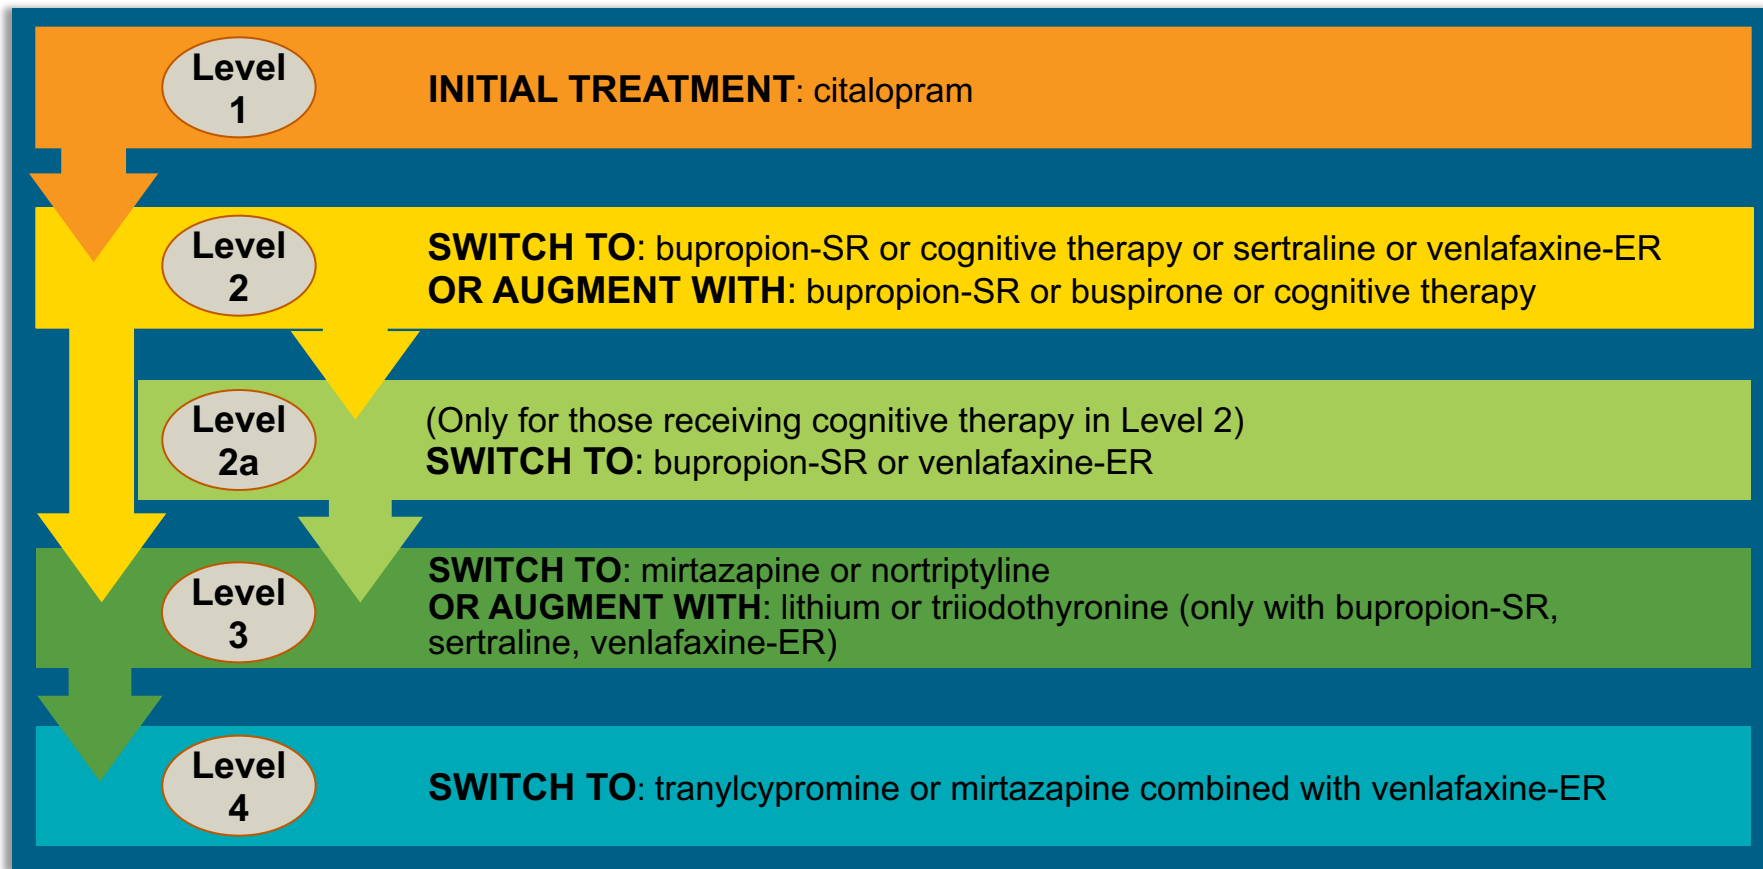 Level
1
INITIAL TREATMENT: citalopram
Level
2
SWITCH TO: bupropion-SR or cognitive therapy or sertraline or venlafaxine-ER
OR AUGMENT WITH: bupropion-SR or buspirone or cognitive therapy
Level
2a
(Only for those receiving cognitive therapy in Level 2)
SWITCH TO: bupropion-SR or venlafaxine-ER
Level
3
SWITCH TO: mirtazapine or nortriptyline
OR AUGMENT WITH: lithium or triiodothyronine (only with bupropion-SR,
sertraline, venlafaxine-ER)
Level
4
SWITCH TO: tranylcypromine or mirtazapine combined with venlafaxine-ER